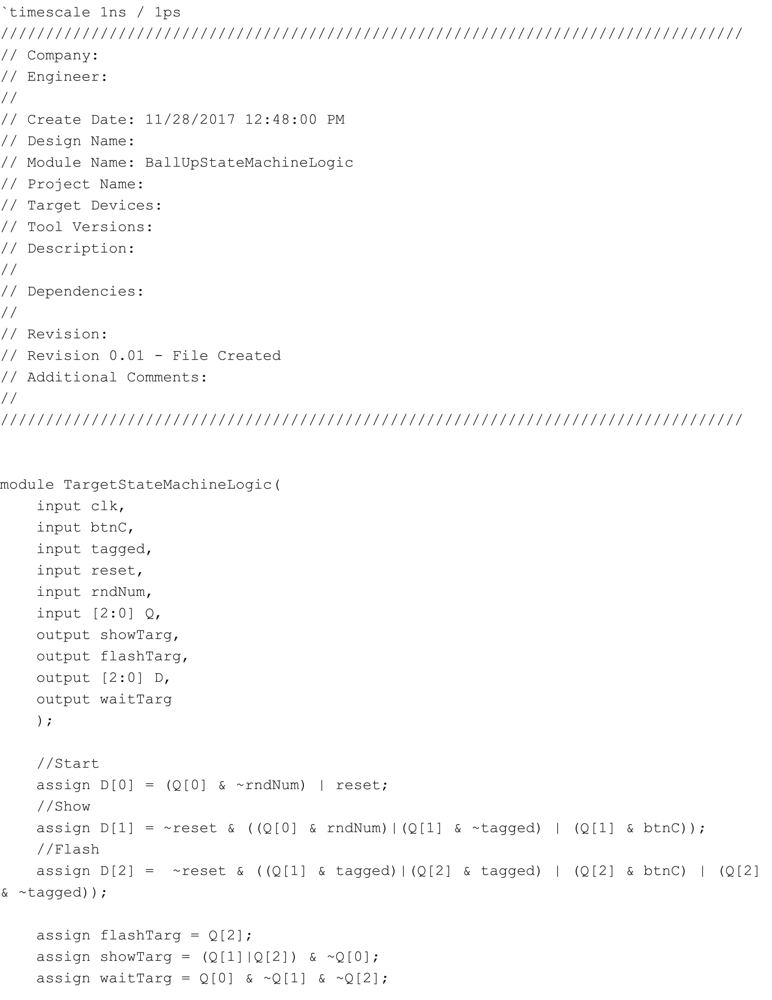 `timescale 1ns / 1ps
//////////////////////////////////////////////////////////////////////////////////
// Company:
// Engineer:
//
// Create Date: 11/28/2017 12:48:00 PM
// Design Name:
// Module Name: BallUpStateMachineLogic
// Project Name:
// Target Devices:
// Tool Versions:
// Description:
//
// Dependencies:
//
// Revision:
// Revision 0.01 - File Created
// Additional Comments:
//
//////////////////////////////////////////////////////////////////////////////////


module TargetStateMachineLogic(
    input clk,
    input btnC,
    input tagged,
    input reset,
    input rndNum,
    input [2:0] Q,
    output showTarg,
    output flashTarg,
    output [2:0] D,
    output waitTarg
    );

    //Start
    assign D[0] = (Q[0] & ~rndNum) | reset;
    //Show
    assign D[1] = ~reset & ((Q[0] & rndNum)|(Q[1] & ~tagged) | (Q[1] & btnC));
    //Flash
    assign D[2] =  ~reset & ((Q[1] & tagged)|(Q[2] & tagged) | (Q[2] & btnC) | (Q[2]
& ~tagged));

    assign flashTarg = Q[2];
    assign showTarg = (Q[1]|Q[2]) & ~Q[0];
    assign waitTarg = Q[0] & ~Q[1] & ~Q[2];